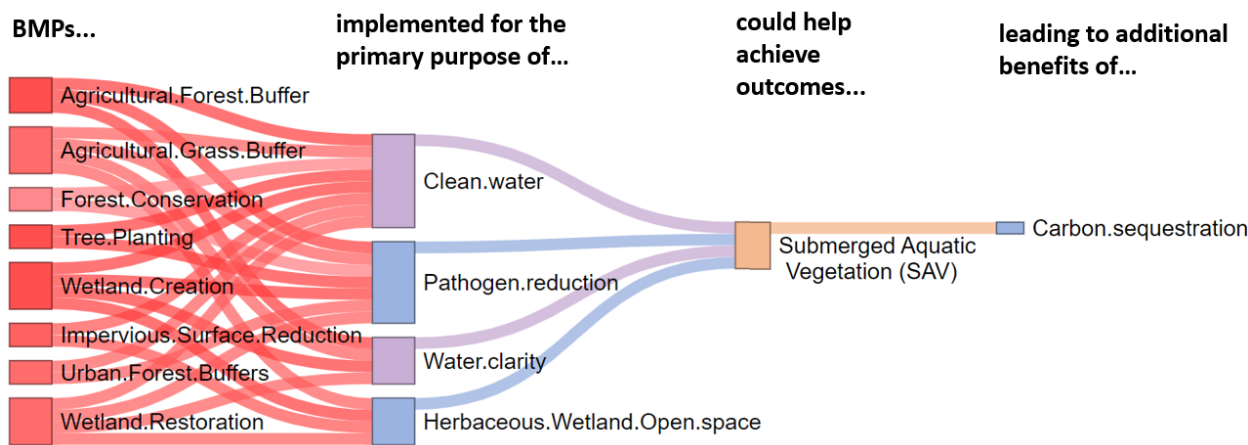 BMPs...
implemented for the
primary purpose of...
could help
achieve
outcomes...
leading to additional
benefits of...
Agricultural.Forest.Buffer
Agricultural.Grass.Buffer
Forest.Conservation
Tree.Planting
Wetland.Creation
Impervious.Surface.Reduction
Urban.Forest.Buffers
Wetland.Restoration
Clean.water
Pathogen.reduction
Water.clarity
Herbaceous.Wetland.Open.space
Submerged Aquatic
Vegetation (SAV)
Carbon.sequestration